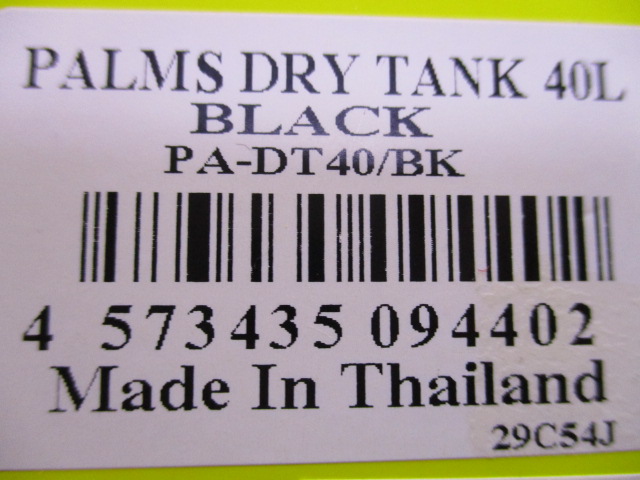 PALMS DRY TANK 40L
BLACK
PA-DT40/BK
4 573435 094402
Made In Thailand
29C54J